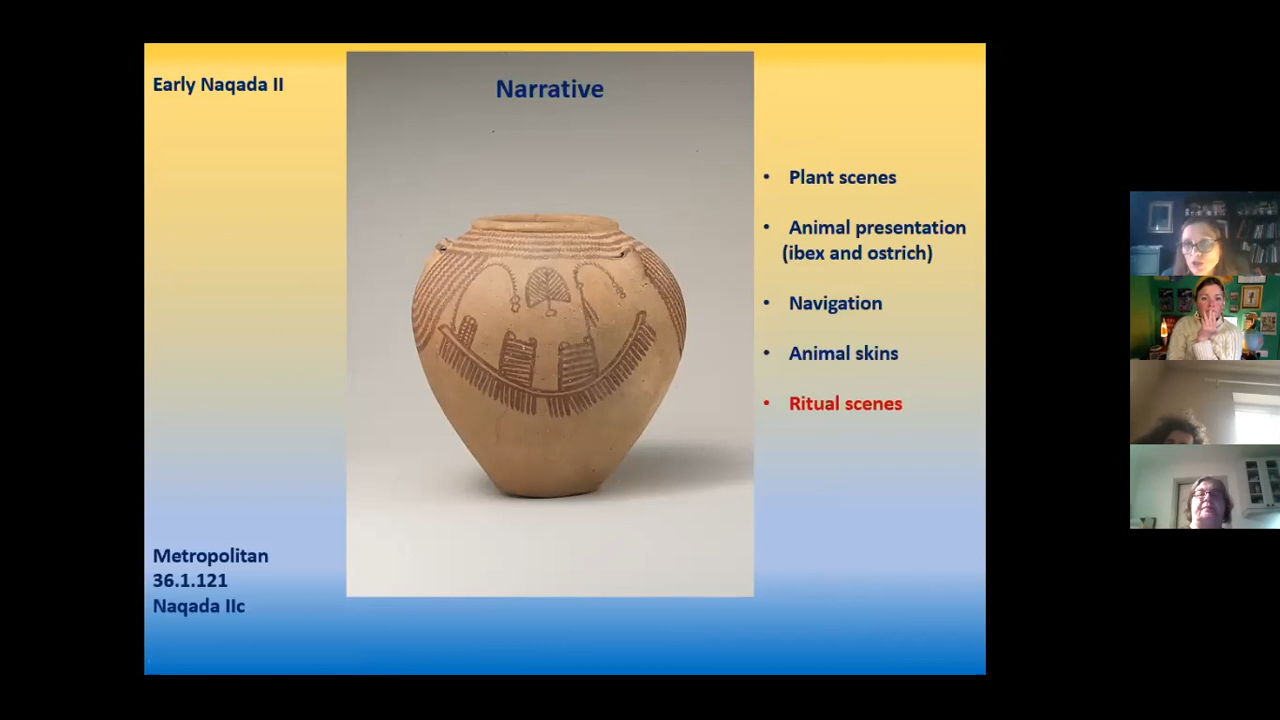 Early Naqada II
Narrative
• Plant scenes
• Animal presentation
(ibex and ostrich)
• Navigation
• Animal skins
• Ritual scenes
Metropolitan
36.1.121
Naqada IIc